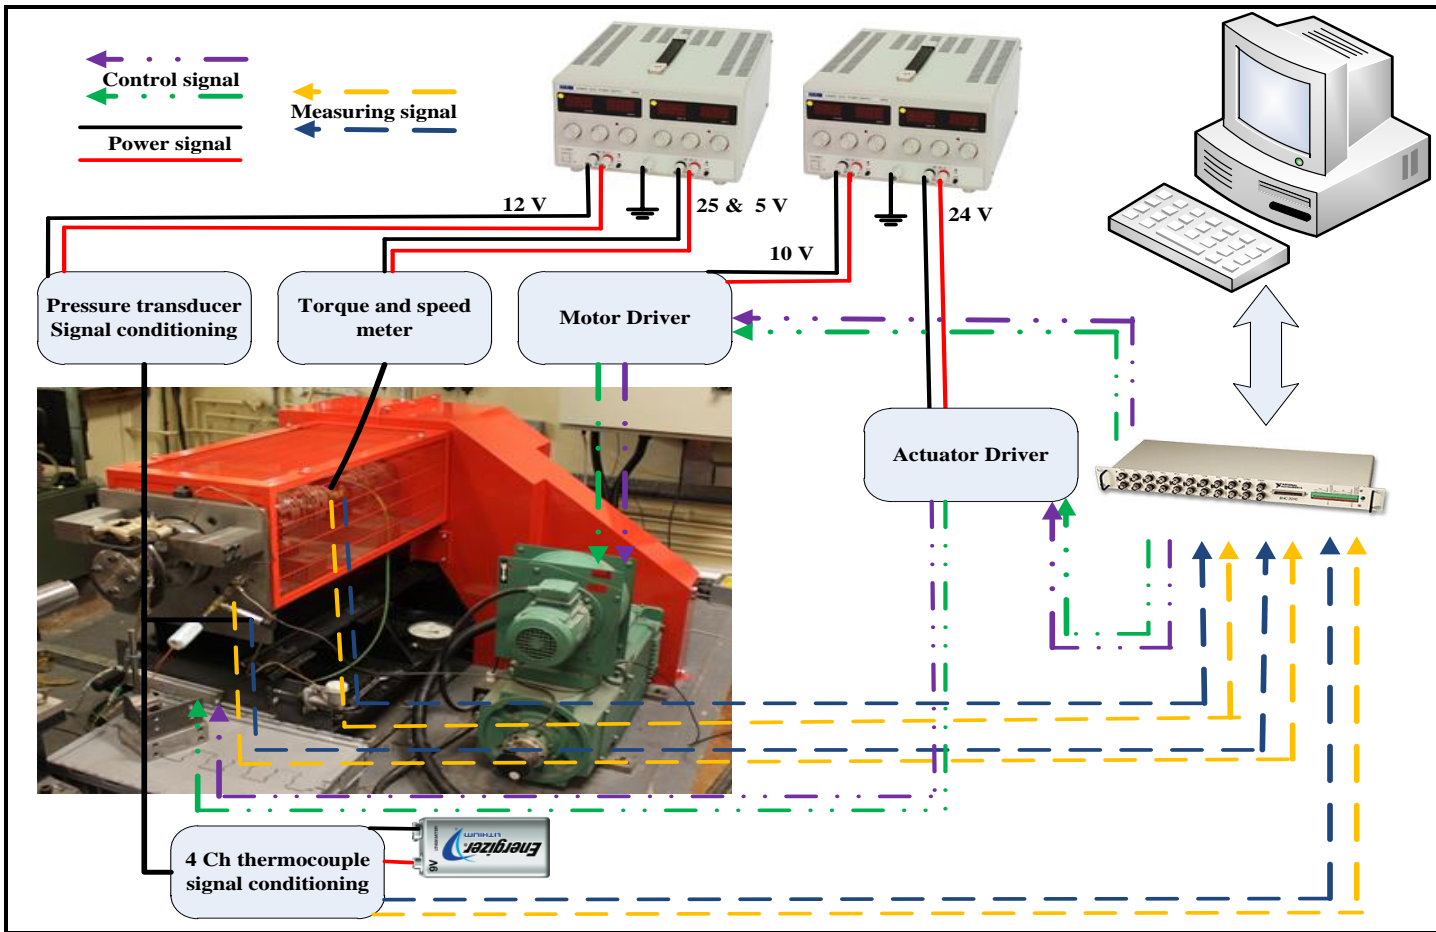 Control signal
Measuring signal
Power signal
12 V
25 & 5 V
24 V
10 V
Pressure transducer
Signal conditioning
Torque and speed
meter
Motor Driver
Actuator Driver
4 Ch thermocouple
signal conditioning
Energizer
LITHIUM
9V